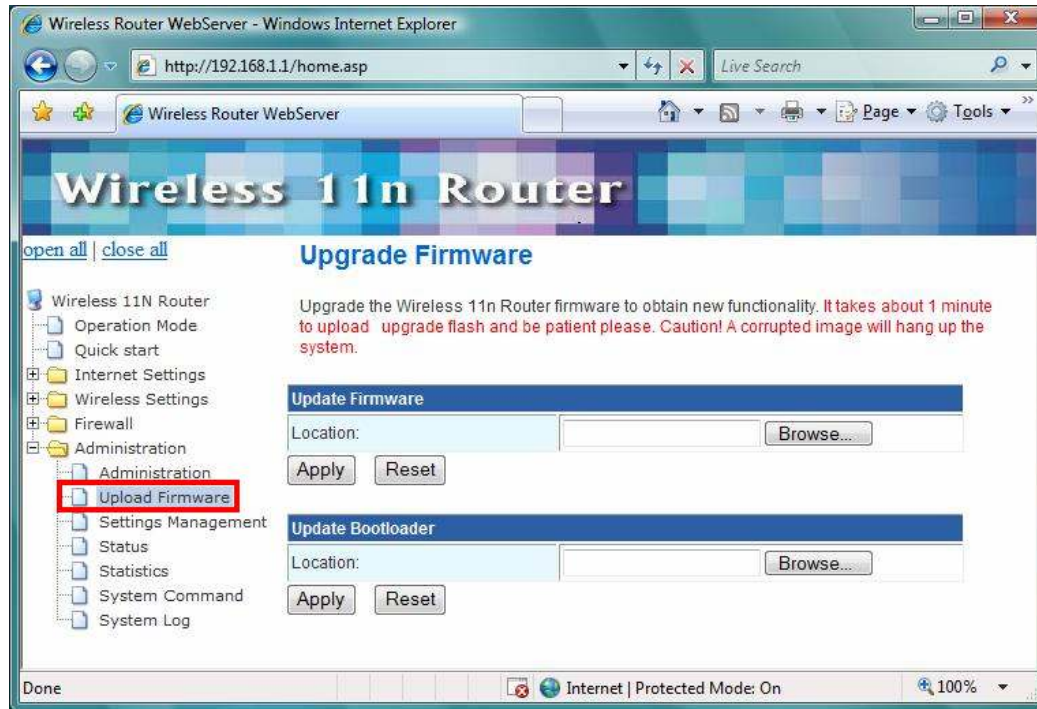 Wireless Router WebServer - Windows Internet Explorer
http://192.168.1.1/home.asp
Live Search
Wireless Router WebServer
Page
Tools
Wireless 11n Router
open all | close all
Wireless 11N Router
Operation Mode
Quick start
Internet Settings
Wireless Settings
Firewall
Administration
Administration
Upload Firmware
Settings Management
Status
Statistics
System Command
System Log
Upgrade Firmware
Upgrade the Wireless 11n Router firmware to obtain new functionality. It takes about 1 minute
to upload upgrade flash and be patient please. Caution! A corrupted image will hang up the
system.
Update Firmware
Location:
Browse...
Apply
Reset
Update Bootloader
Location:
Browse...
Apply
Reset
Done
Internet | Protected Mode: On
100%